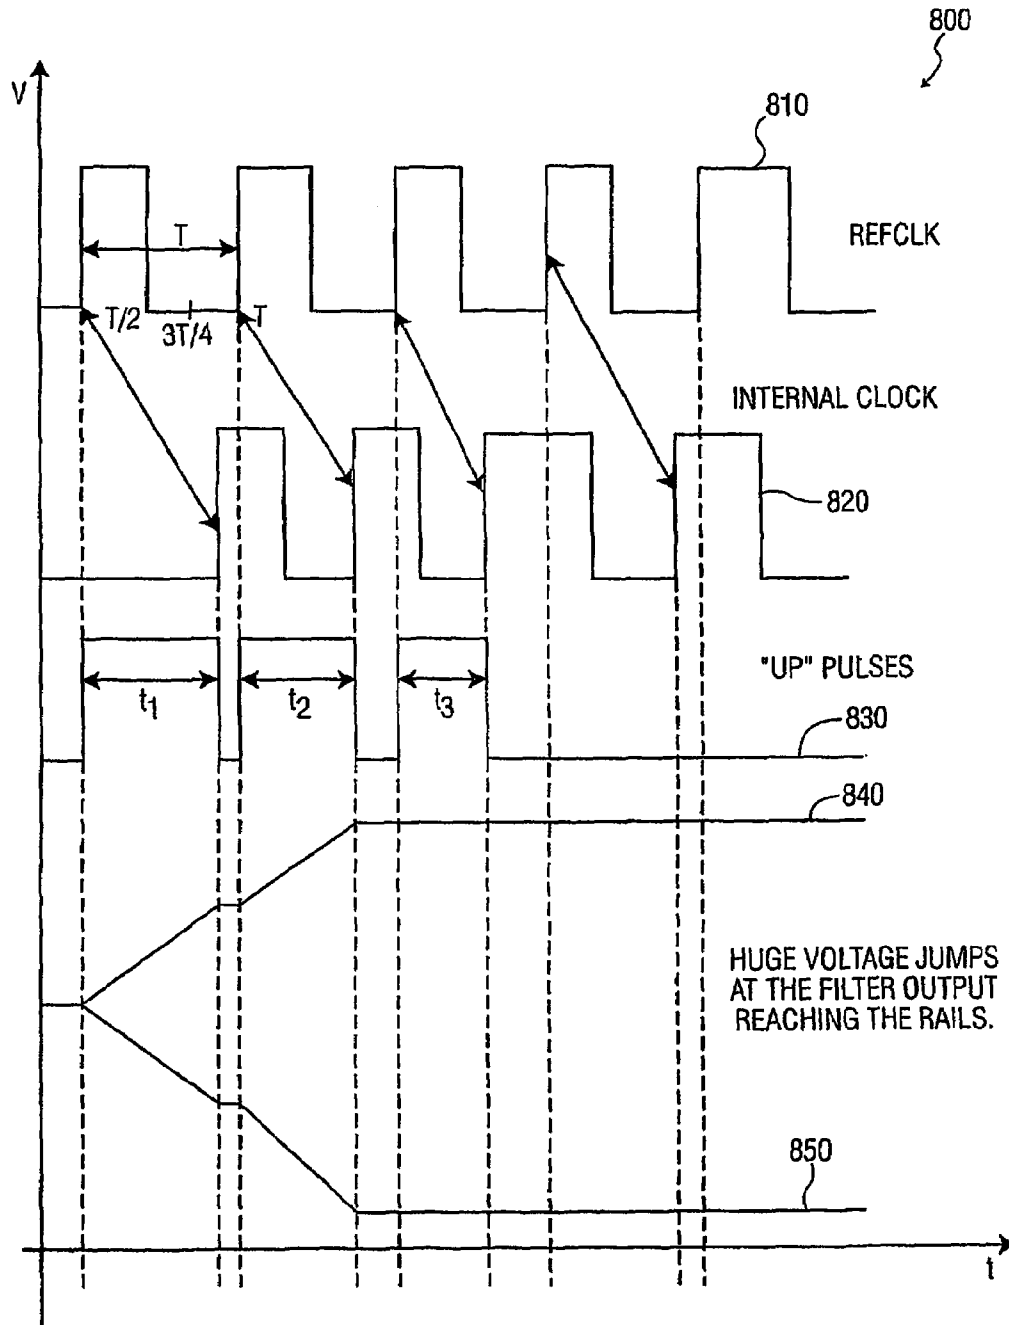 800
V
810
T
REFCLK
T/2
3T/4
T
INTERNAL CLOCK
820
"UP" PULSES
t1
t2
t3
830
840
HUGE VOLTAGE JUMPS
AT THE FILTER OUTPUT
REACHING THE RAILS.
850
t